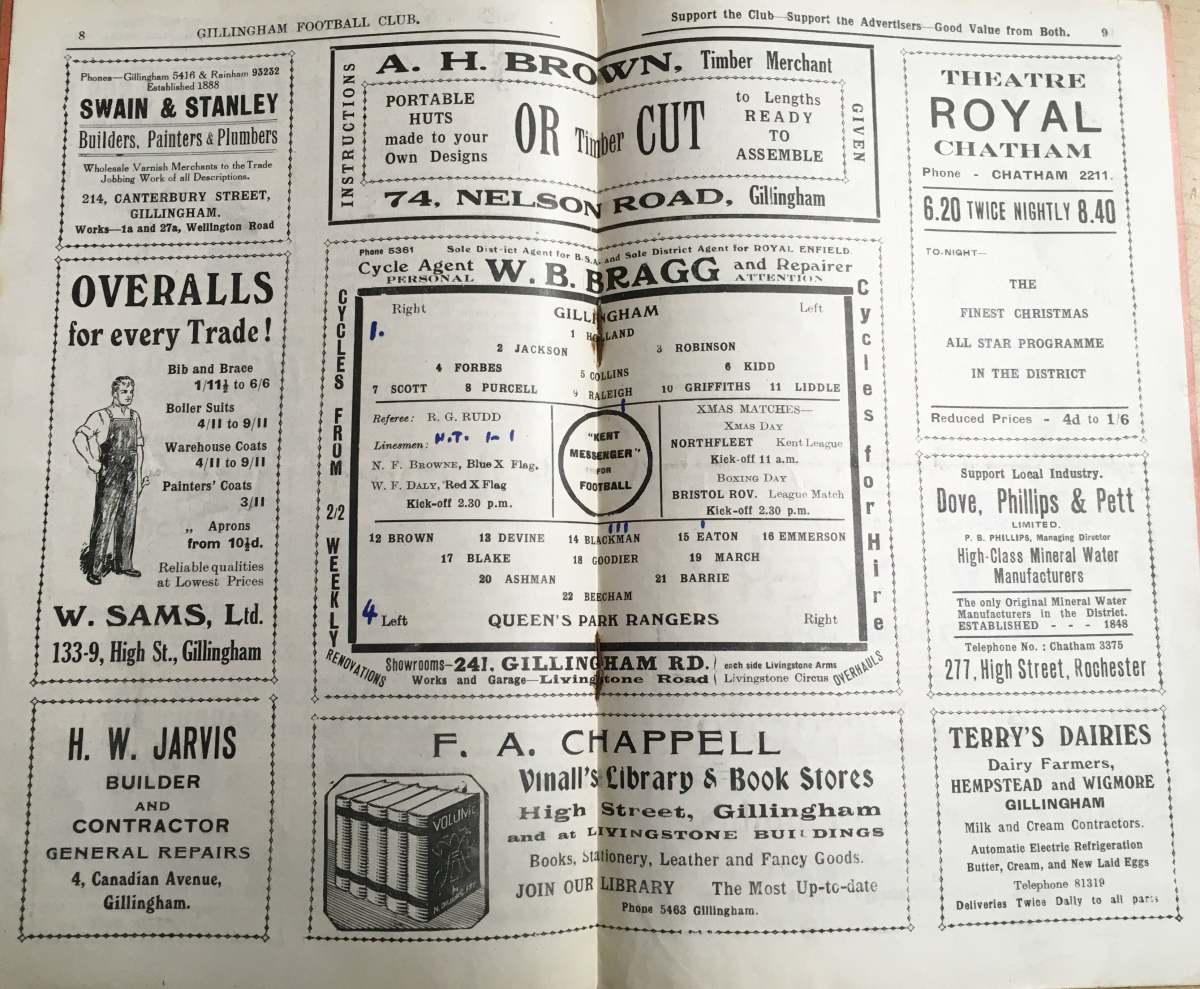 8
GILLINGHAM FOOTBALL CLUB.
Support the Club—Support the Advertisers—Good Value from Both.
9
Phones—Gillingham 5416 & Rainham 93232
Established 1888
SWAIN & STANLEY
Builders, Painters & Plumbers
Wholesale Varnish Merchants to the Trade
Jobbing Work of all Descriptions.
214, CANTERBURY STREET,
GILLINGHAM.
Works—1a and 27a, Wellington Road
OVERALLS
for every Trade!
Bib and Brace
1/11½ to 6/6
Boiler Suits
4/11 to 9/11
Warehouse Coats
4/11 to 9/11
Painters' Coats
3/11
„ Aprons
from 10½d.
Reliable qualities
at Lowest Prices
W. SAMS, Ltd.
133-9, High St., Gillingham
H. W. JARVIS
BUILDER
AND
CONTRACTOR
GENERAL REPAIRS
4, Canadian Avenue,
Gillingham.
INSTRUCTIONS
A. H. BROWN, Timber Merchant
PORTABLE
HUTS
made to your
Own Designs
OR Timber CUT
to Lengths
READY
TO
ASSEMBLE
GIVEN
74, NELSON ROAD, Gillingham
Phone 5361 Sole District Agent for B.S.A. and Sole District Agent for ROYAL ENFIELD.
Cycle Agent W. B. BRAGG and Repairer
PERSONAL ATTENTION
CYCLES FROM 2/2 WEEKLY
Right GILLINGHAM Left
1.
1 HOLLAND
2 JACKSON 3 ROBINSON
4 FORBES 5 COLLINS 6 KIDD
7 SCOTT 8 PURCELL 9 RALEIGH 10 GRIFFITHS 11 LIDDLE
I
Referee: R. G. RUDD
Linesmen: H.T. 1-1
N. F. BROWNE, Blue X Flag.
W. F. DALY, Red X Flag
Kick-off 2.30 p.m.
"KENT
MESSENGER"
FOR
FOOTBALL
XMAS MATCHES—
XMAS DAY
NORTHFLEET Kent League
Kick-off 11 a.m.
BOXING DAY
BRISTOL ROV. League Match
Kick-off 2.30 p.m.
III I
12 BROWN 13 DEVINE 14 BLACKMAN 15 EATON 16 EMMERSON
17 BLAKE 18 GOODIER 19 MARCH
20 ASHMAN 21 BARRIE
22 BEECHAM
4 Left QUEEN'S PARK RANGERS Right
Cycles for Hire
RENOVATIONS
Showrooms—241, GILLINGHAM RD. each side Livingstone Arms
Works and Garage—Livingstone Road Livingstone Circus
OVERHAULS
F. A. CHAPPELL
Vinall's Library & Book Stores
High Street, Gillingham
and at LIVINGSTONE BUILDINGS
Books, Stationery, Leather and Fancy Goods.
JOIN OUR LIBRARY The Most Up-to-date
Phone 5463 Gillingham.
VOLUME
THEATRE
ROYAL
CHATHAM
Phone - CHATHAM 2211.
6.20 TWICE NIGHTLY 8.40
TO-NIGHT—
THE
FINEST CHRISTMAS
ALL STAR PROGRAMME
IN THE DISTRICT
Reduced Prices - 4d to 1/6
Support Local Industry.
Dove, Phillips & Pett
LIMITED.
P. B. PHILLIPS, Managing Director
High-Class Mineral Water
Manufacturers
The only Original Mineral Water
Manufacturers in the District.
ESTABLISHED - - - 1848
Telephone No. : Chatham 3375
277, High Street, Rochester
TERRY'S DAIRIES
Dairy Farmers,
HEMPSTEAD and WIGMORE
GILLINGHAM
Milk and Cream Contractors.
Automatic Electric Refrigeration
Butter, Cream, and New Laid Eggs
Telephone 81319
Deliveries Twice Daily to all parts